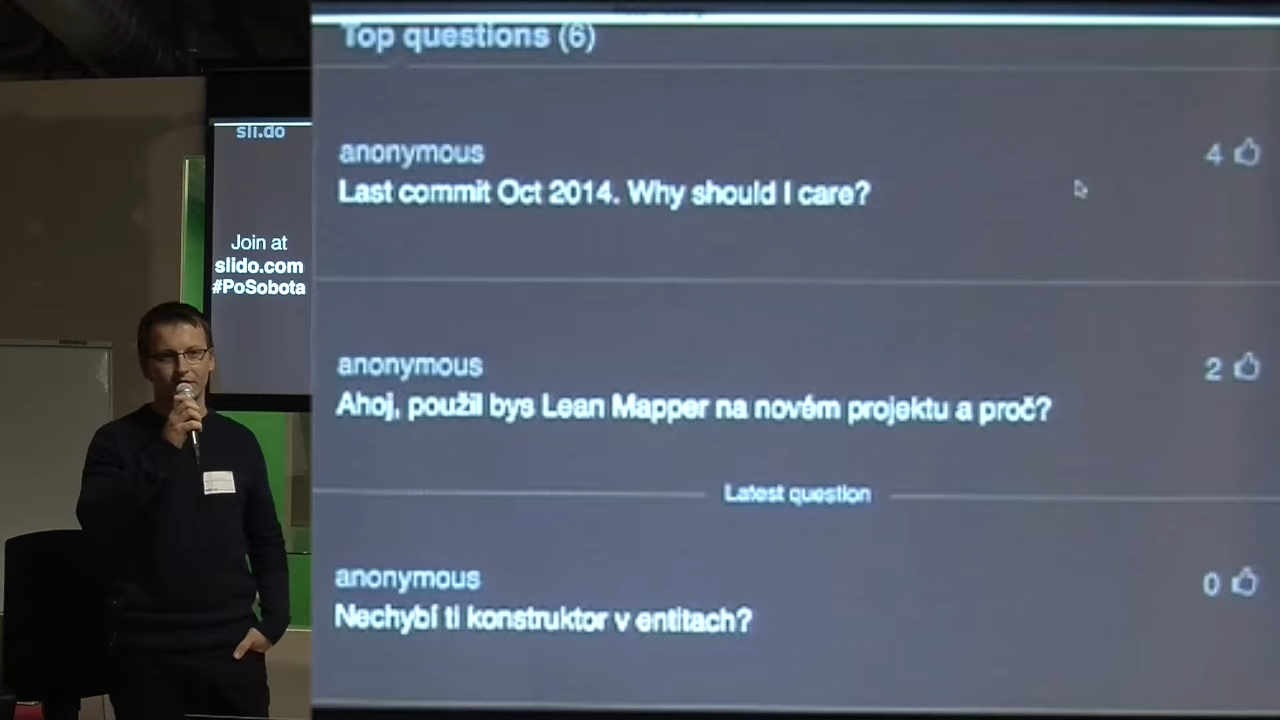 sli.do
Join at
slido.com
#PoSobota
Top questions (6)
anonymous
4
Last commit Oct 2014. Why should I care?
anonymous
2
Ahoj, použil bys Lean Mapper na novém projektu a proč?
Latest question
anonymous
0
Nechybí ti konstruktor v entitach?